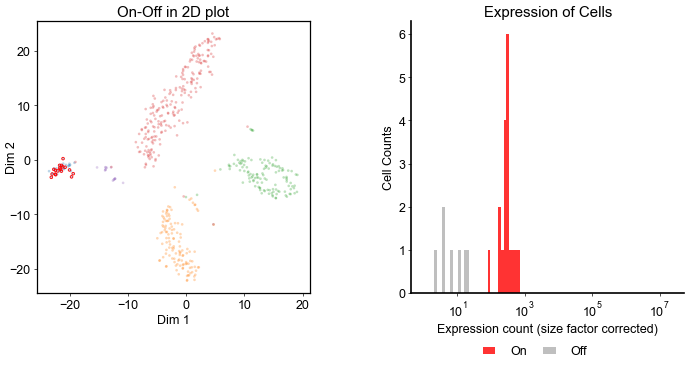 On-Off in 2D plot
20
10
0
−10
−20
Dim 2
−20 −10 0 10 20
Dim 1
Expression of Cells
6
5
4
3
2
1
0
Cell Counts
10^1 10^3 10^5 10^7
Expression count (size factor corrected)
On Off